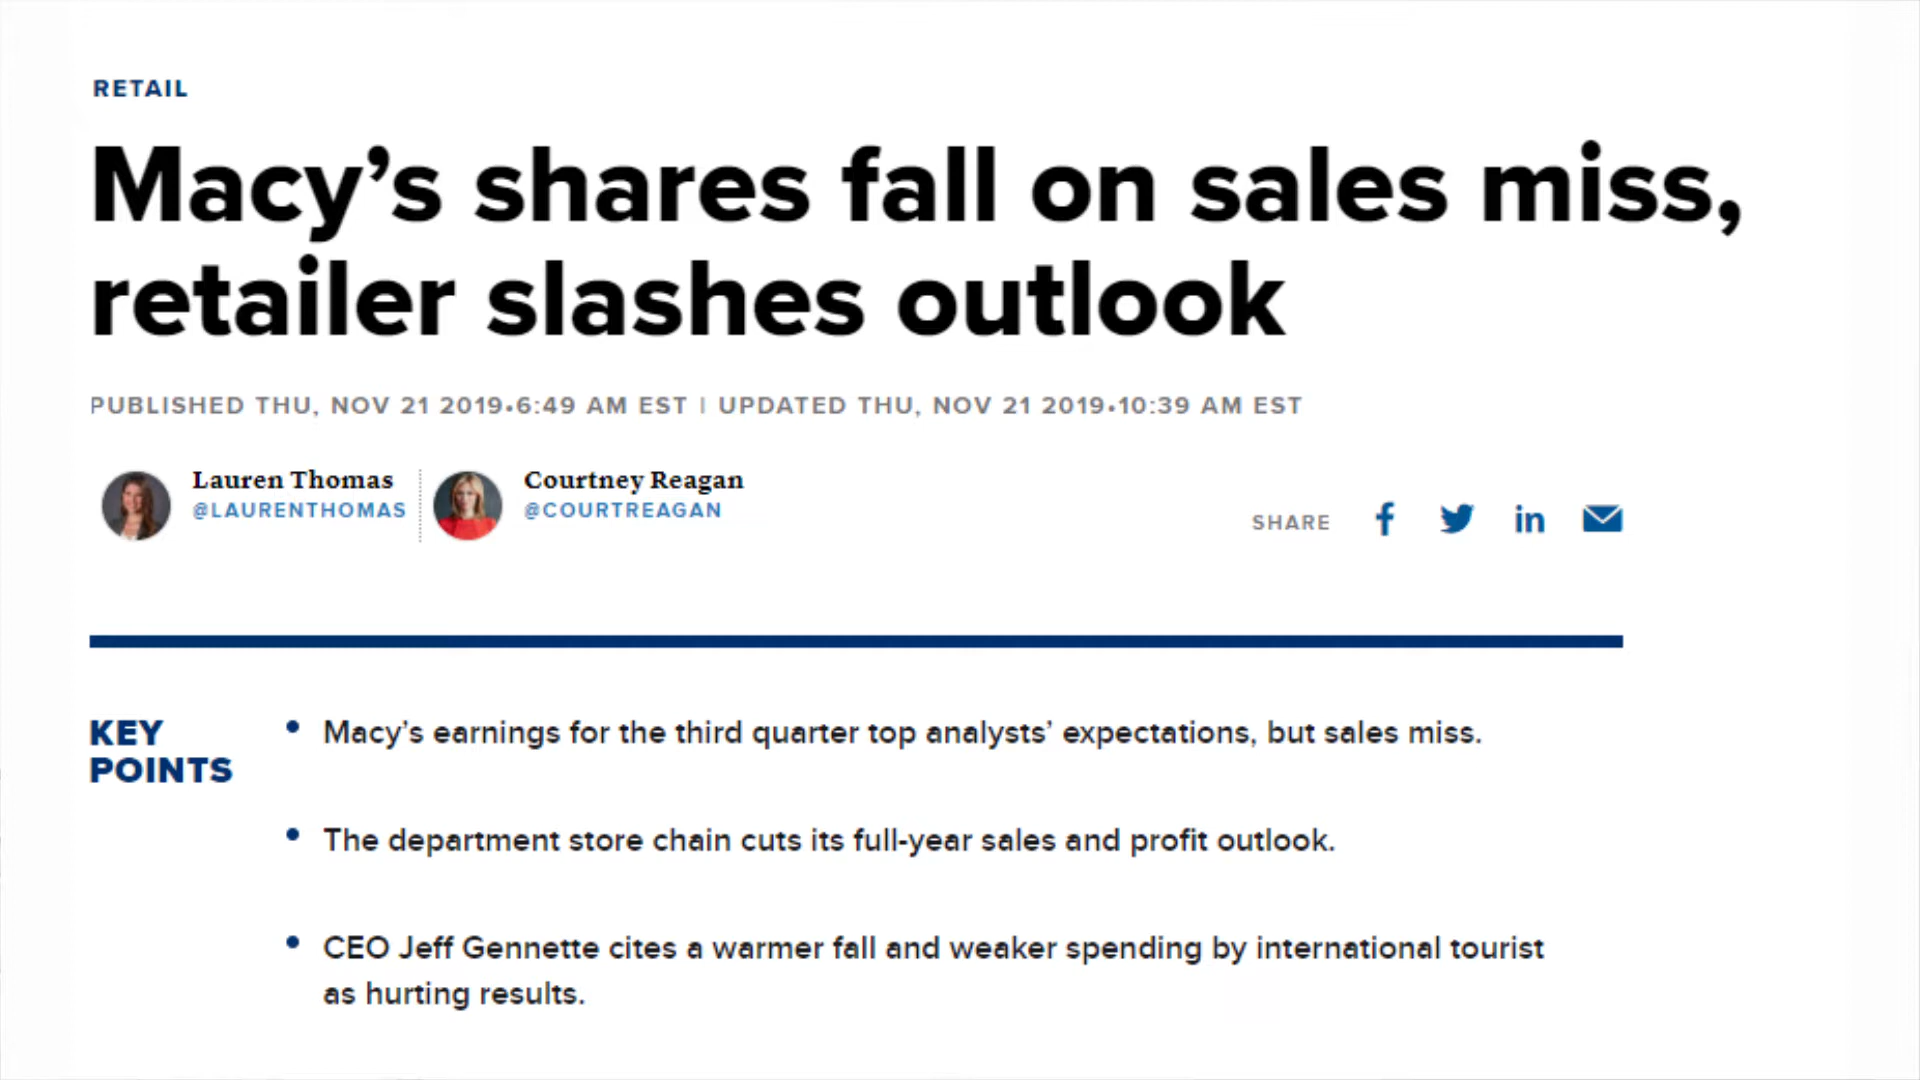 RETAIL
Macy’s shares fall on sales miss,
retailer slashes outlook
PUBLISHED THU, NOV 21 2019•6:49 AM EST | UPDATED THU, NOV 21 2019•10:39 AM EST
Lauren Thomas
@LAURENTHOMAS
Courtney Reagan
@COURTREAGAN
SHARE
KEY
POINTS
Macy’s earnings for the third quarter top analysts’ expectations, but sales miss.
The department store chain cuts its full-year sales and profit outlook.
CEO Jeff Gennette cites a warmer fall and weaker spending by international tourist
as hurting results.